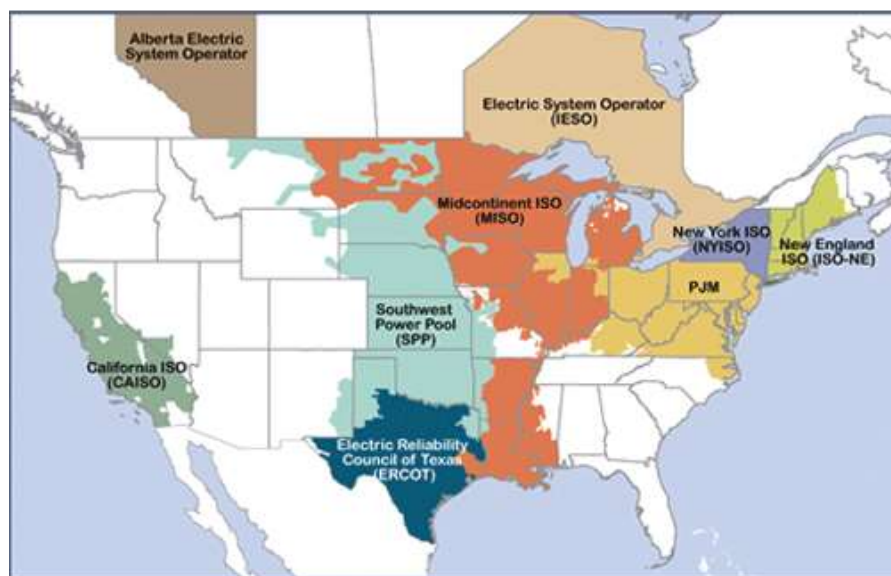 Alberta Electric
System Operator
Electric System Operator
(IESO)
Midcontinent ISO
(MISO)
New York ISO
(NYISO)
New England
ISO (ISO-NE)
PJM
Southwest
Power Pool
(SPP)
California ISO
(CAISO)
Electric Reliability
Council of Texas
(ERCOT)